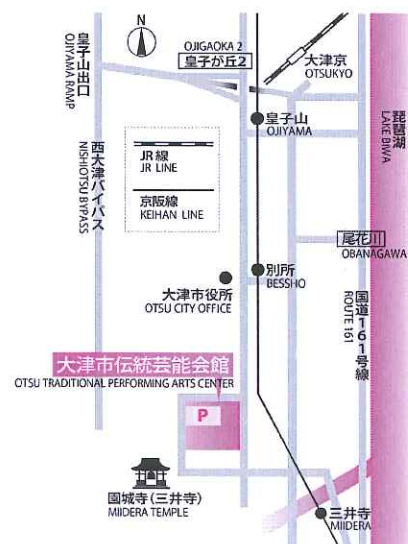 N
皇子山出口
OJIYAMA RAMP
OJIGAOKA 2
皇子が丘2
大津京
OTSUKYO
皇子山
OJIYAMA
琵琶湖
LAKE BIWA
JR線
JR LINE
京阪線
KEIHAN LINE
西大津バイパス
NISHIOTSU BYPASS
尾花川
OBANAGAWA
別所
BESSHO
大津市役所
OTSU CITY OFFICE
国道161号線
ROUTE 161
大津市伝統芸能会館
OTSU TRADITIONAL PERFORMING ARTS CENTER
P
園城寺(三井寺)
MIIDERA TEMPLE
三井寺
MIIDERA